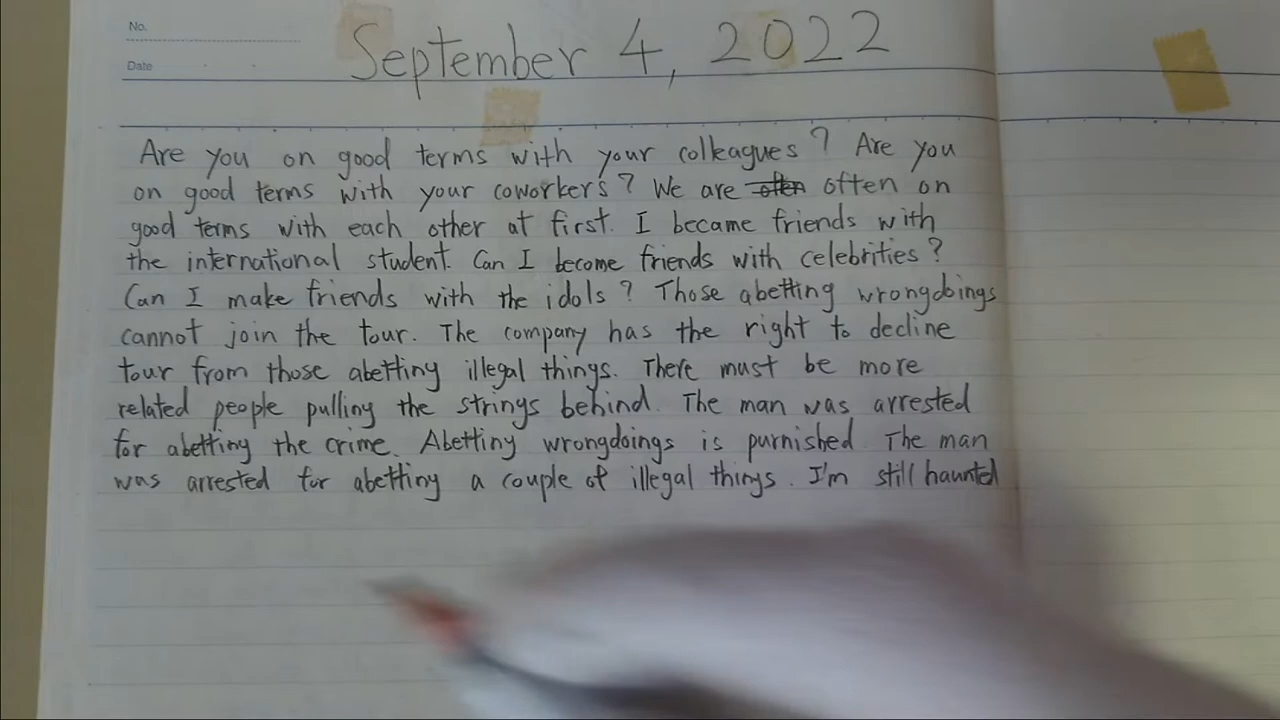 No.
September 4, 2022
Date
Are you on good terms with your colleagues? Are you
on good terms with your coworkers? We are often often on
good terms with each other at first. I became friends with
the international student. Can I become friends with celebrities?
Can I make friends with the idols? Those abetting wrongdoings
cannot join the tour. The company has the right to decline
tour from those abetting illegal things. There must be more
related people pulling the strings behind. The man was arrested
for abetting the crime. Abetting wrongdoings is purnished. The man
was arrested for abetting a couple of illegal things. I'm still haunted